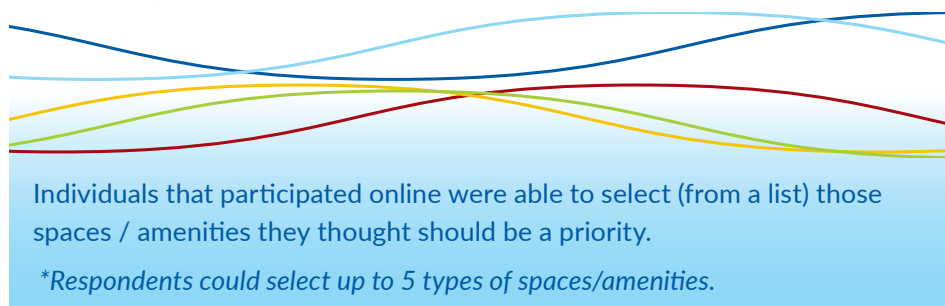 Individuals that participated online were able to select (from a list) those
spaces / amenities they thought should be a priority.
*Respondents could select up to 5 types of spaces/amenities.